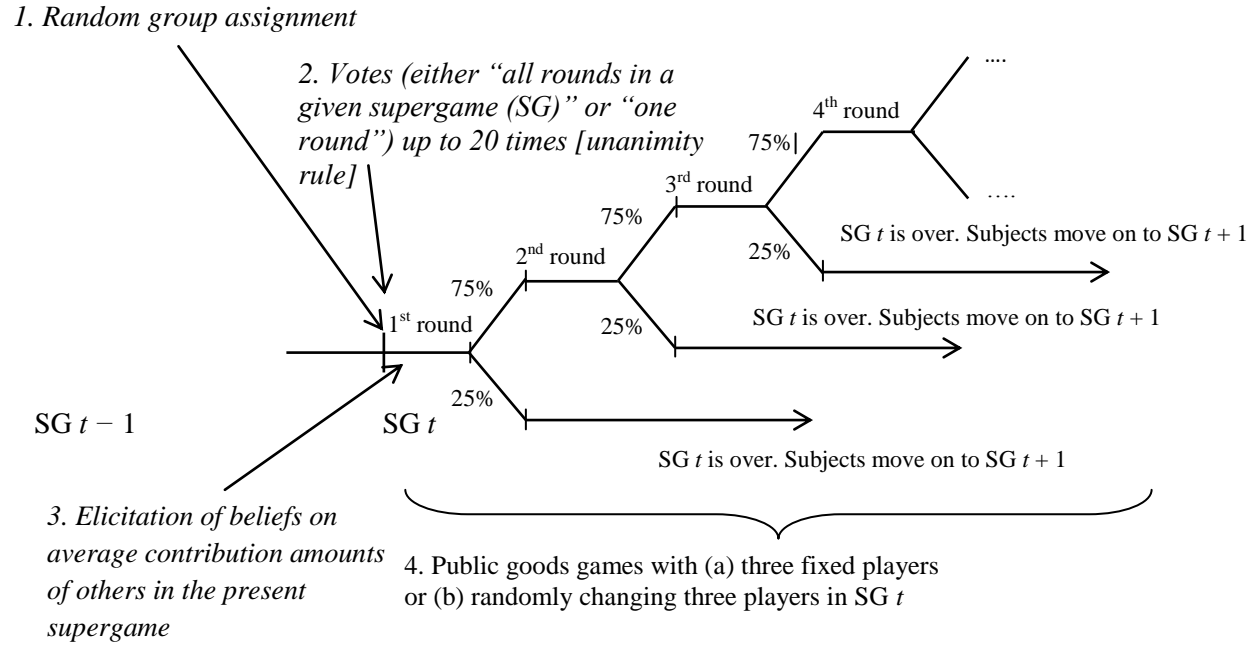 1. Random group assignment
2. Votes (either “all rounds in a
given supergame (SG)” or “one
round”) up to 20 times [unanimity
rule]
....
4th round
75%
3rd round
....
75%
SG t is over. Subjects move on to SG t + 1
25%
2nd round
75%
SG t is over. Subjects move on to SG t + 1
25%
1st round
25%
SG t − 1
SG t
SG t is over. Subjects move on to SG t + 1
3. Elicitation of beliefs on
average contribution amounts
of others in the present
supergame
4. Public goods games with (a) three fixed players
or (b) randomly changing three players in SG t